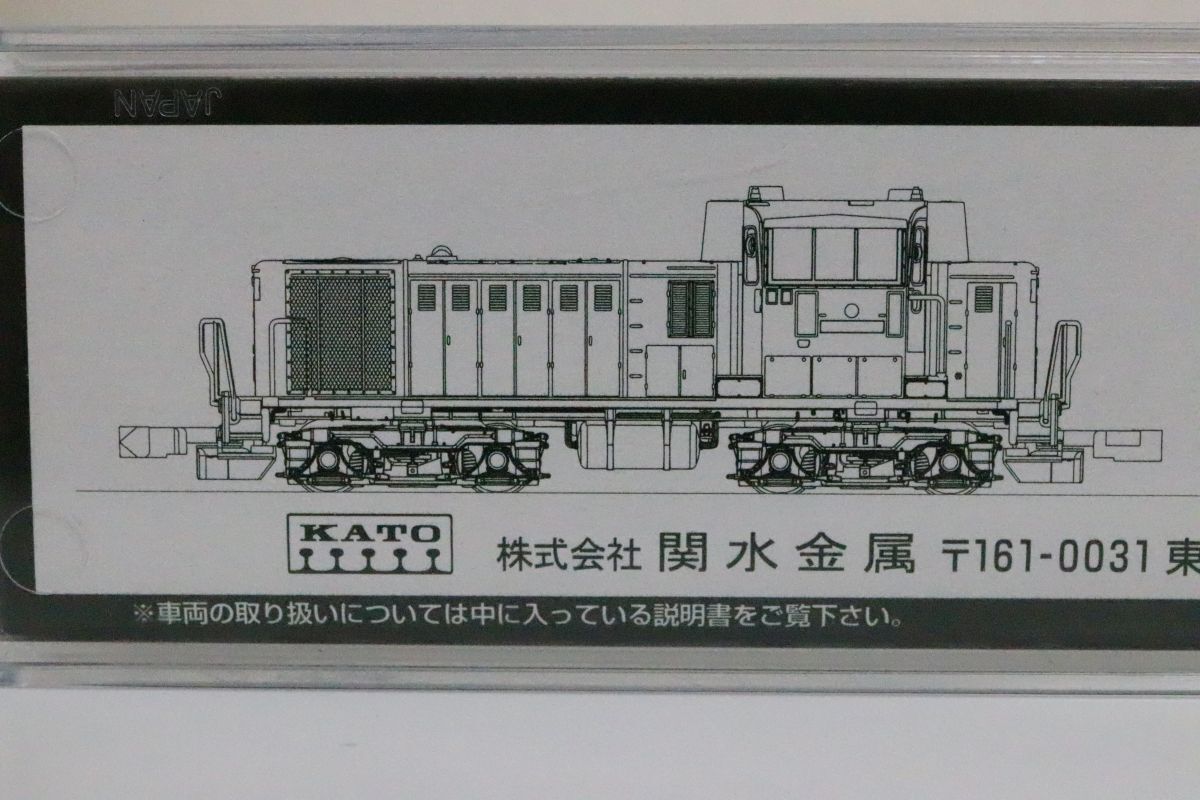 JAPAN
KATO
株式会社 関水金属 〒161-0031 東
※車両の取り扱いについては中に入っている説明書をご覧下さい。